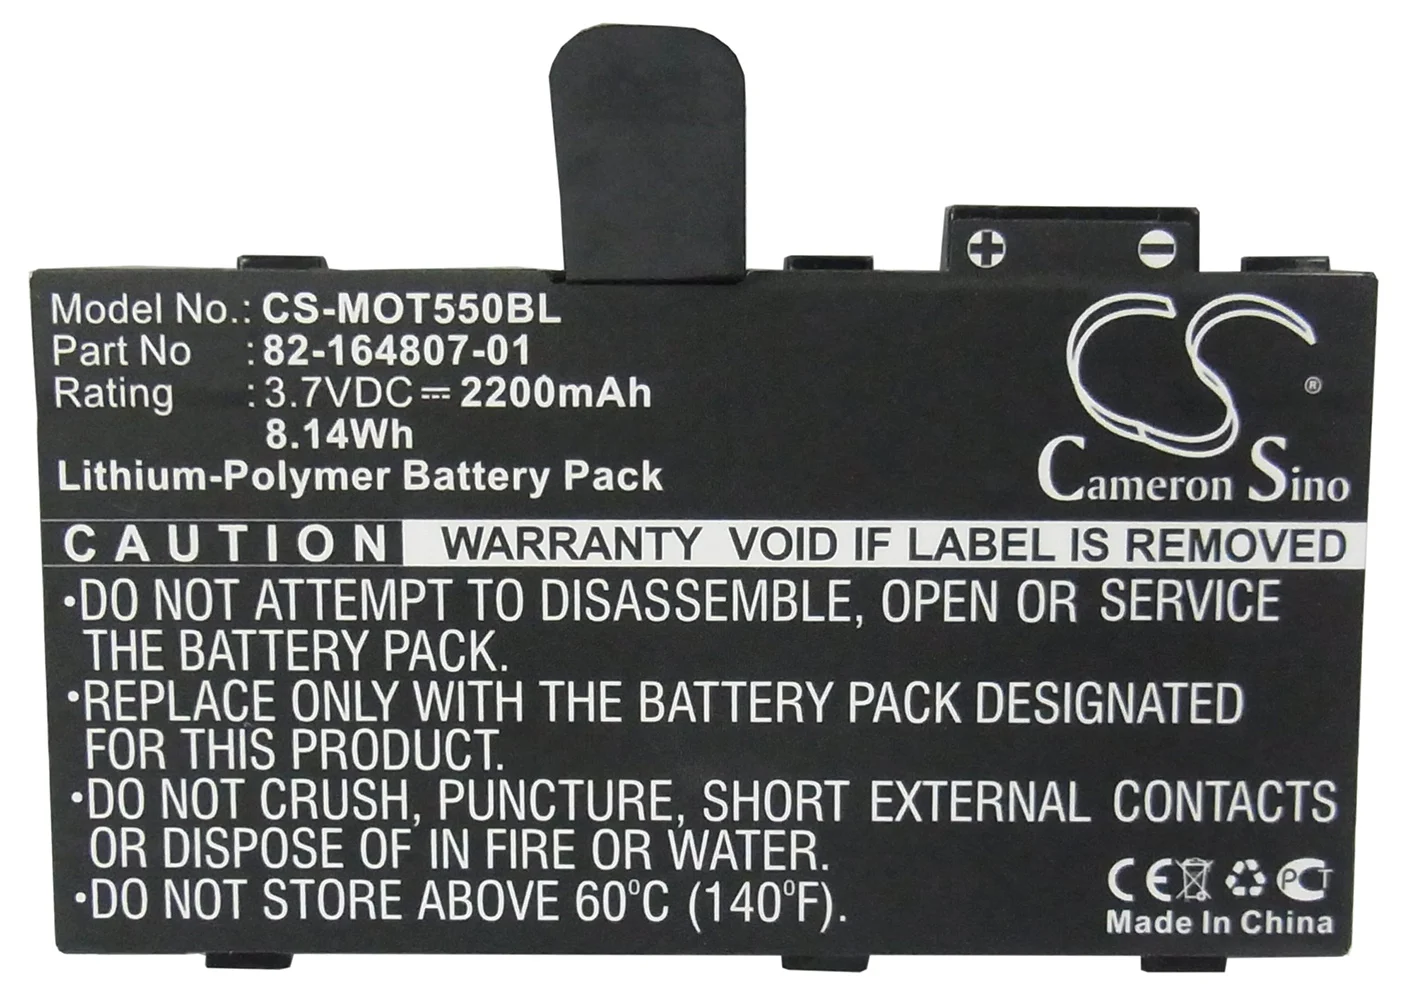 Model No.: CS-MOT550BL
Part No : 82-164807-01
Rating : 3.7VDC ⎓ 2200mAh
8.14Wh
Lithium-Polymer Battery Pack
CS ®
Cameron Sino
CAUTION WARRANTY VOID IF LABEL IS REMOVED
•DO NOT ATTEMPT TO DISASSEMBLE, OPEN OR SERVICE
THE BATTERY PACK.
•REPLACE ONLY WITH THE BATTERY PACK DESIGNATED
FOR THIS PRODUCT.
•DO NOT CRUSH, PUNCTURE, SHORT EXTERNAL CONTACTS
OR DISPOSE OF IN FIRE OR WATER.
•DO NOT STORE ABOVE 60°C (140°F).
CE PCT
Made In China